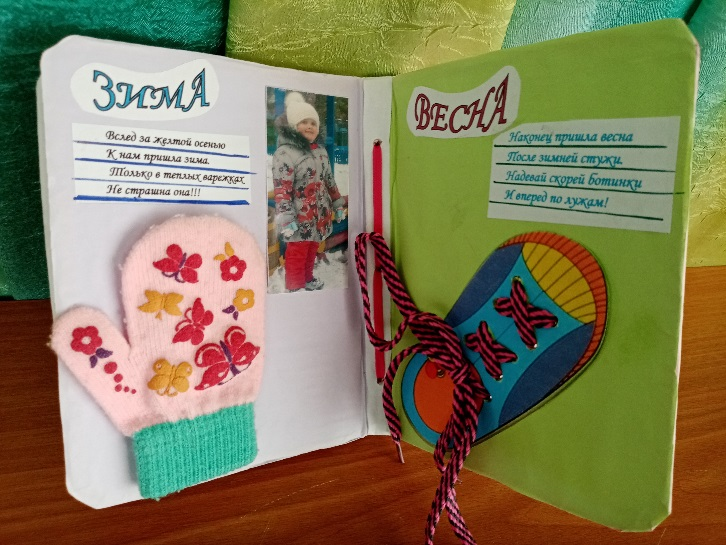 ЗИМА
Вслед за желтой осенью
К нам пришла зима.
Только в теплых варежках
Не страшна она!!!
ВЕСНА
Наконец пришла весна
После зимней стужи.
Надевай скорей ботинки
И вперед по лужам!